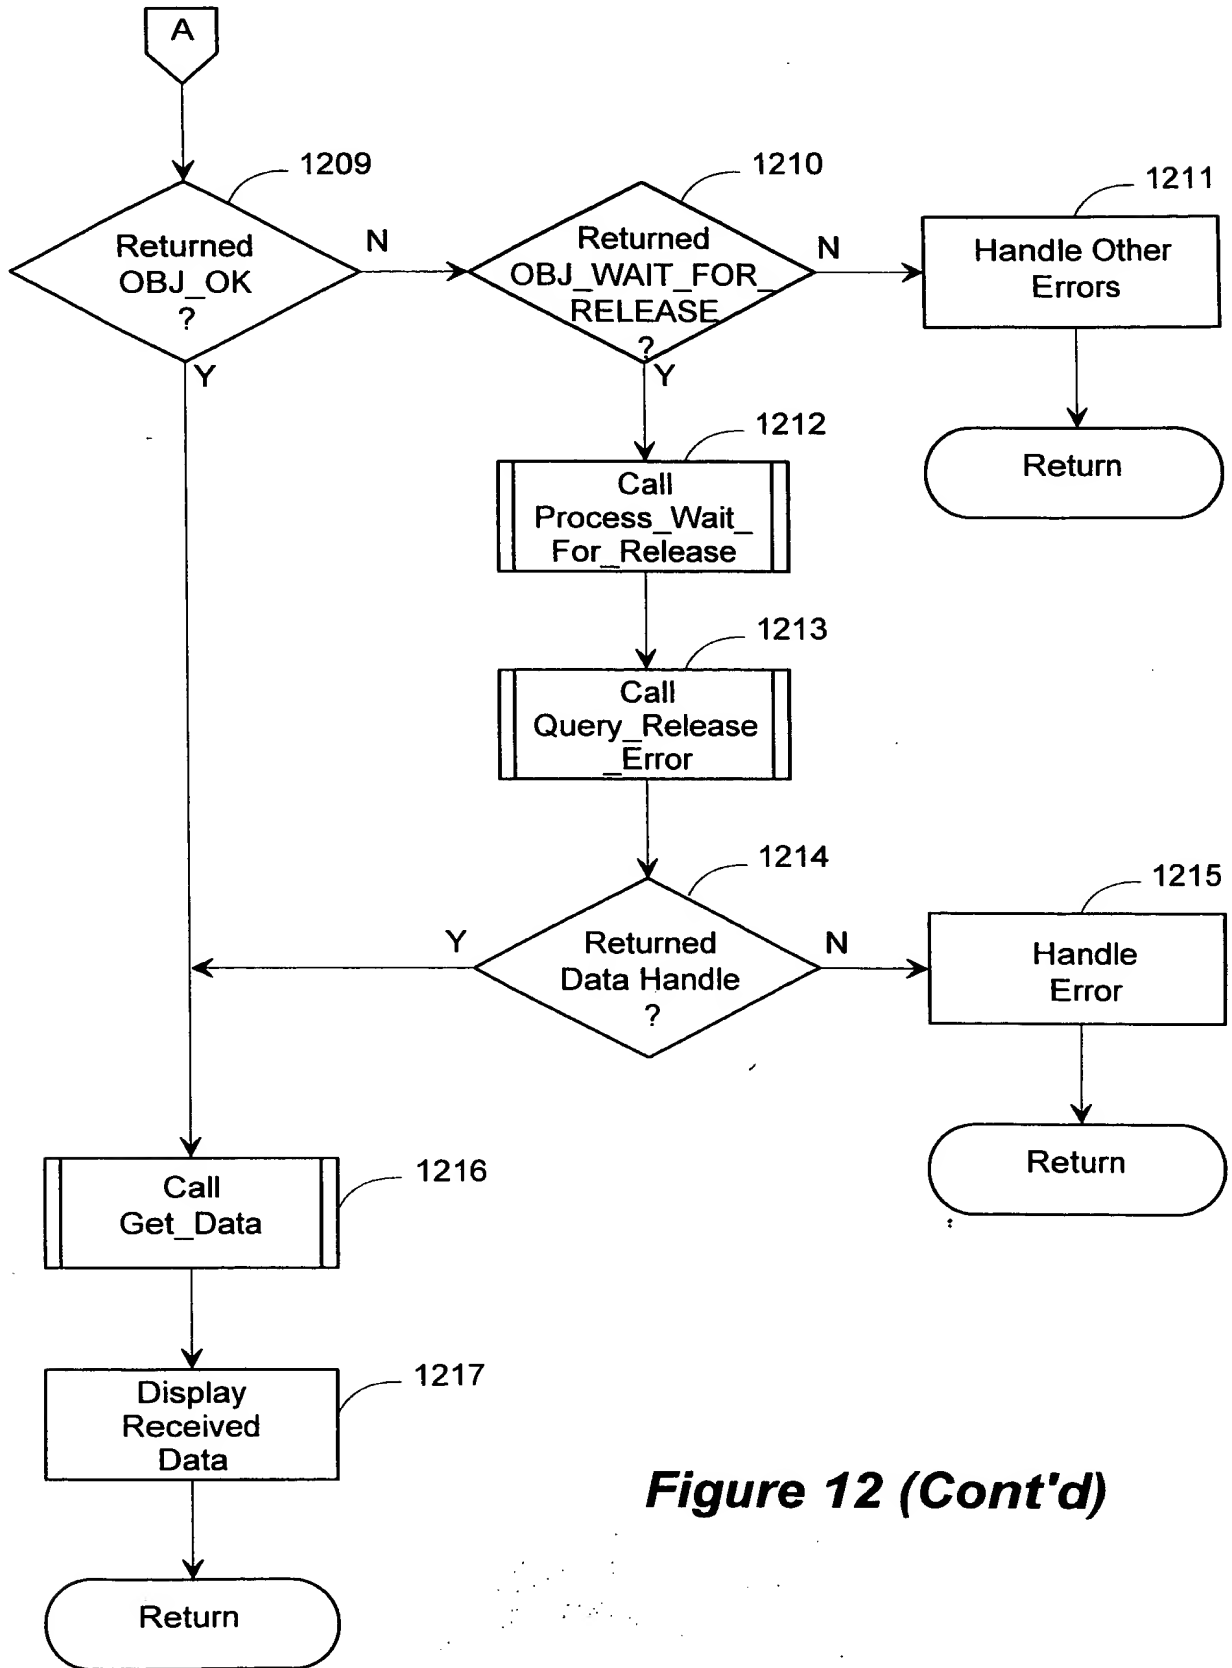 A
1209
Returned
OBJ_OK
?
N
Y
1210
Returned
OBJ_WAIT_FOR_
RELEASE
?
N
Y
1211
Handle Other
Errors
Return
1212
Call
Process_Wait_
For_Release
1213
Call
Query_Release
_Error
1214
Returned
Data Handle
?
Y
N
1215
Handle
Error
Return
1216
Call
Get_Data
1217
Display
Received
Data
Return
Figure 12 (Cont'd)